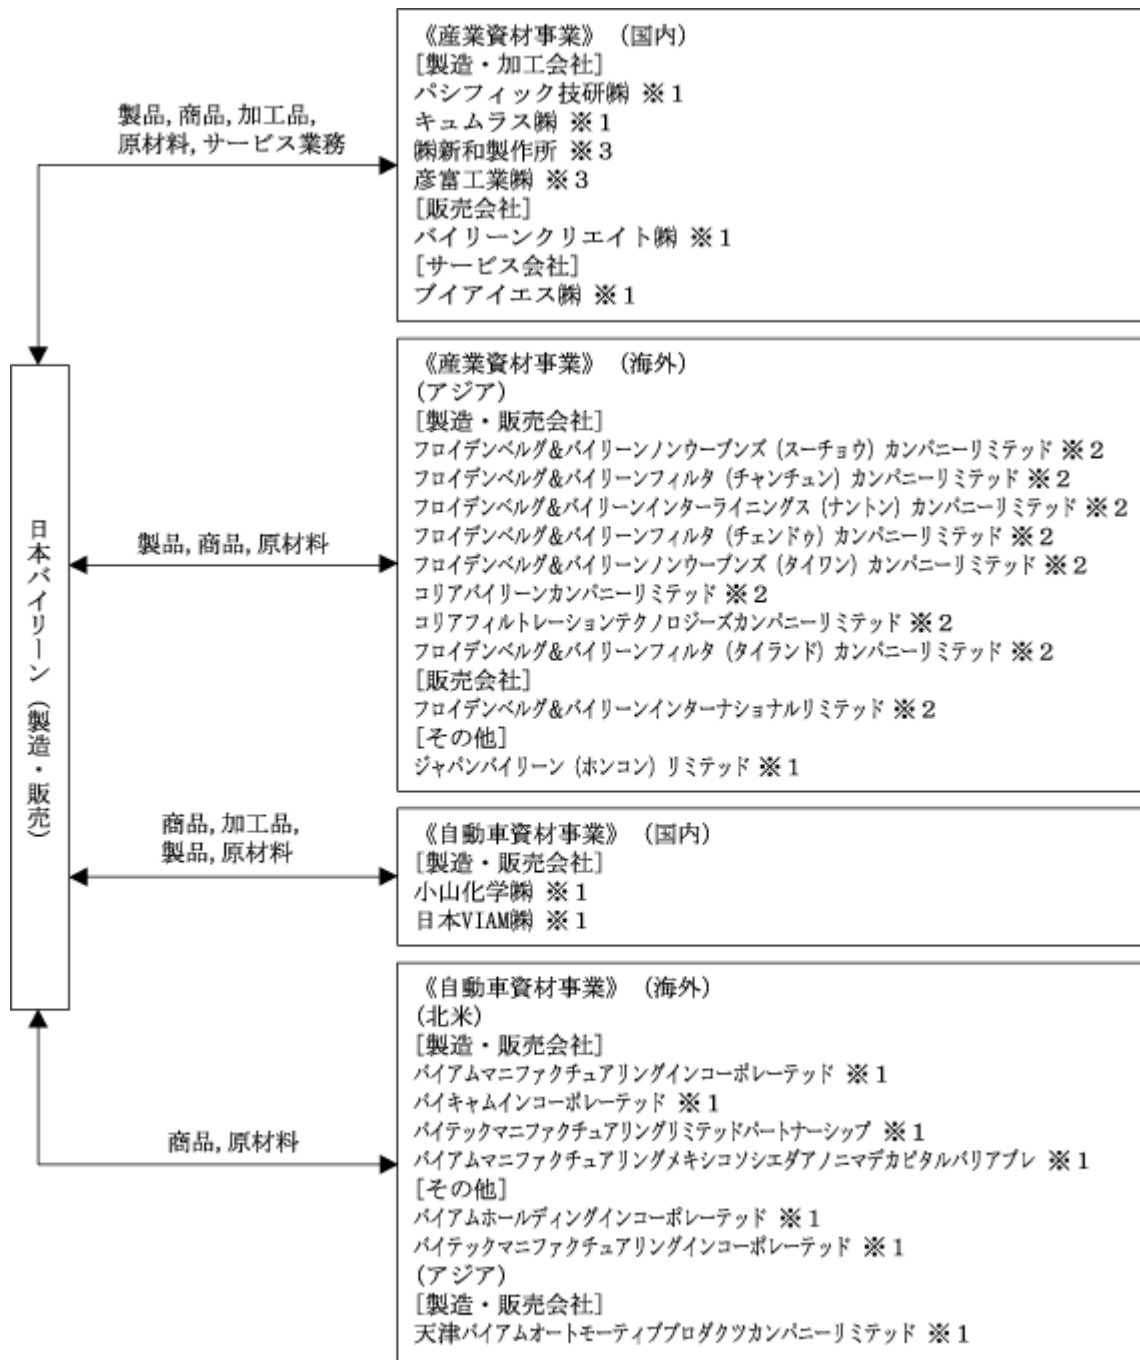 《産業資材事業》（国内）
[製造・加工会社]
パシフィック技研㈱ ※１
キュムラス㈱ ※１
㈱新和製作所 ※３
彦富工業㈱ ※３
[販売会社]
バイリーンクリエイト㈱ ※１
[サービス会社]
ブイアイエス㈱ ※１
製品, 商品, 加工品,
原材料, サービス業務
《産業資材事業》（海外）
(アジア)
[製造・販売会社]
フロイデンベルグ&バイリーンノンウーブンズ（スーチョウ）カンパニーリミテッド ※２
フロイデンベルグ&バイリーンフィルタ（チャンチュン）カンパニーリミテッド ※２
フロイデンベルグ&バイリーンインターライニングス（ナントン）カンパニーリミテッド ※２
フロイデンベルグ&バイリーンフィルタ（チェンドゥ）カンパニーリミテッド ※２
フロイデンベルグ&バイリーンノンウーブンズ（タイワン）カンパニーリミテッド ※２
コリアバイリーンカンパニーリミテッド ※２
コリアフィルトレーションテクノロジーズカンパニーリミテッド ※２
フロイデンベルグ&バイリーンフィルタ（タイランド）カンパニーリミテッド ※２
[販売会社]
フロイデンベルグ&バイリーンインターナショナルリミテッド ※２
[その他]
ジャパンバイリーン（ホンコン）リミテッド ※１
製品, 商品, 原材料
日本バイリーン（製造・販売）
《自動車資材事業》（国内）
[製造・販売会社]
小山化学㈱ ※１
日本VIAM㈱ ※１
商品, 加工品,
製品, 原材料
《自動車資材事業》（海外）
(北米)
[製造・販売会社]
バイアムマニファクチュアリングインコーポレーテッド ※１
バイキャムインコーポレーテッド ※１
バイテックマニファクチュアリングリミテッドパートナーシップ ※１
バイアムマニファクチュアリングメキシコソシエダアノニマデカピタルバリアブレ ※１
[その他]
バイアムホールディングインコーポレーテッド ※１
バイテックマニファクチュアリングインコーポレーテッド ※１
(アジア)
[製造・販売会社]
天津バイアムオートモーティブプロダクツカンパニーリミテッド ※１
商品, 原材料